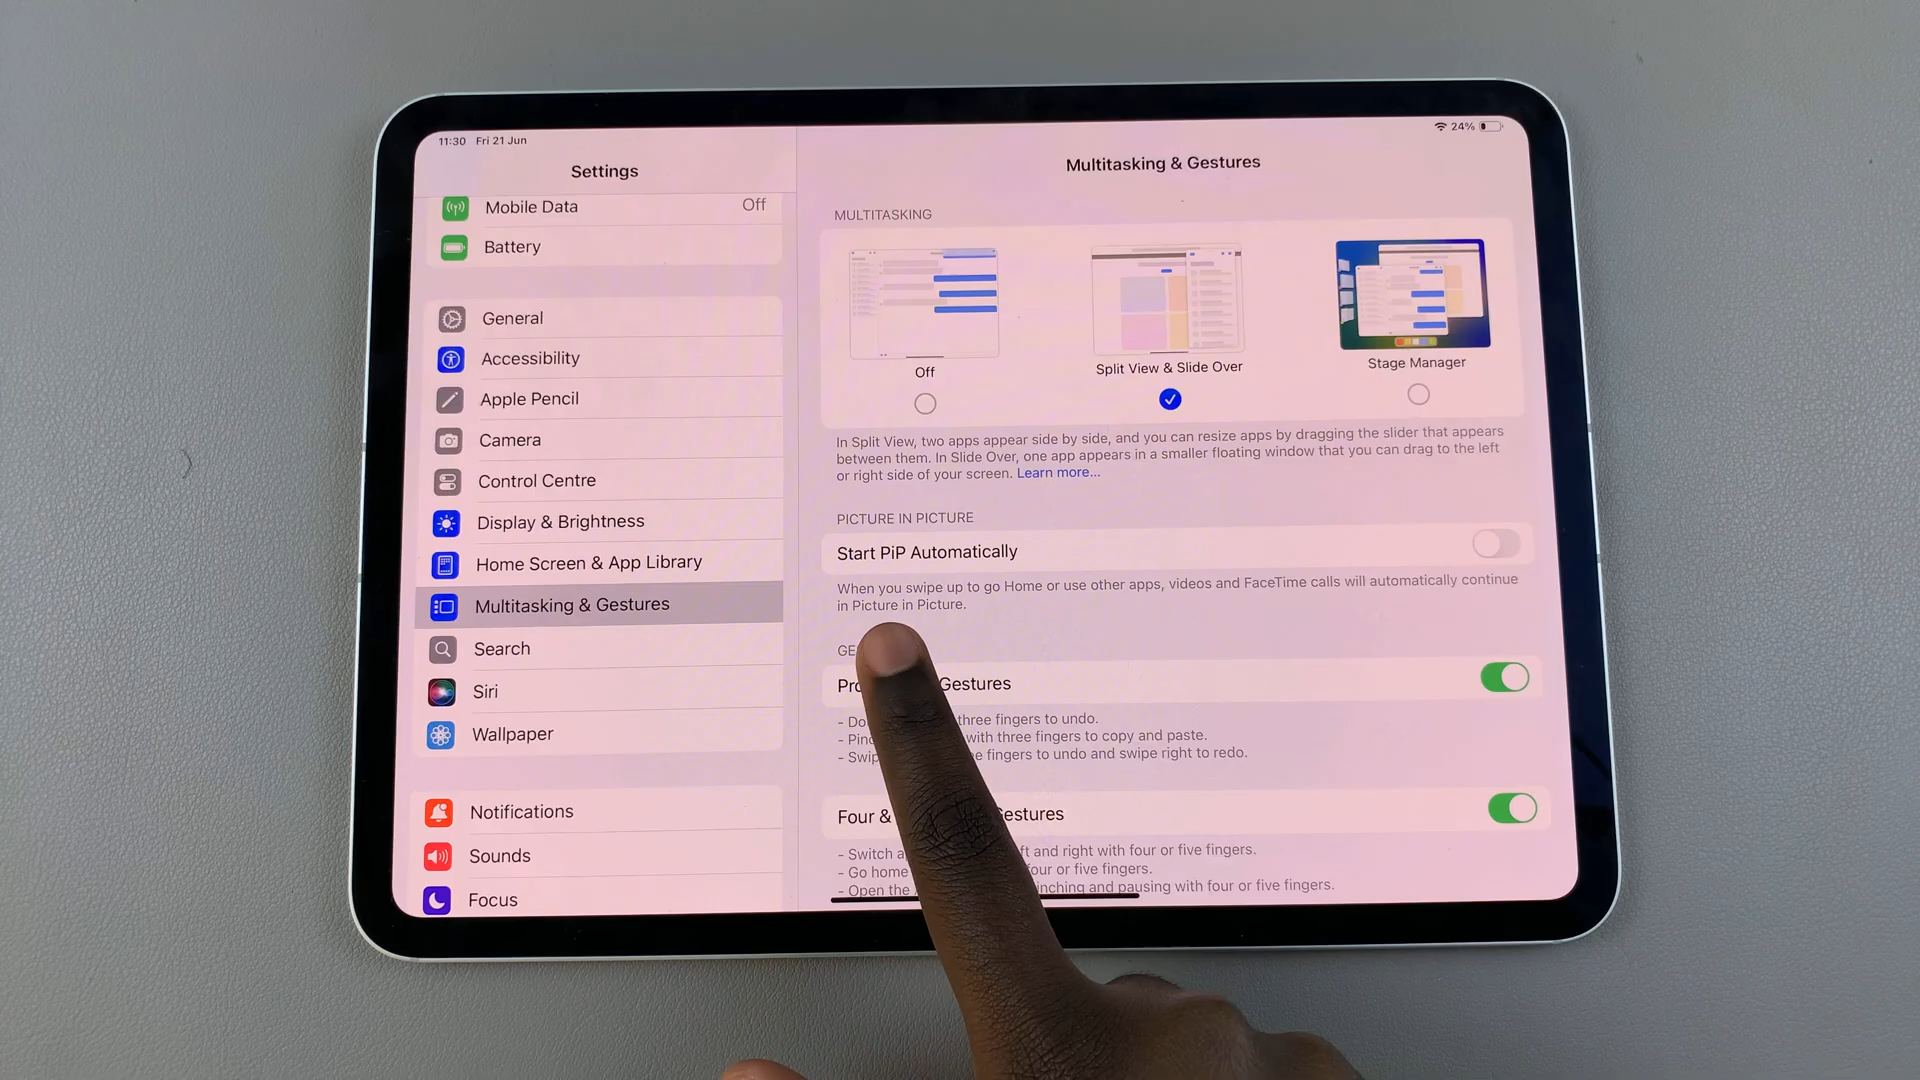 11:30 Fri 21 Jun
24%
Settings
Mobile Data Off
Battery
General
Accessibility
Apple Pencil
Camera
Control Centre
Display & Brightness
Home Screen & App Library
Multitasking & Gestures
Search
Siri
Wallpaper
Notifications
Sounds
Focus
Multitasking & Gestures
MULTITASKING
Off
Split View & Slide Over
Stage Manager
In Split View, two apps appear side by side, and you can resize apps by dragging the slider that appears
between them. In Slide Over, one app appears in a smaller floating window that you can drag to the left
or right side of your screen. Learn more...
PICTURE IN PICTURE
Start PiP Automatically
When you swipe up to go Home or use other apps, videos and FaceTime calls will automatically continue
in Picture in Picture.
Gestures
three fingers to undo.
with three fingers to copy and paste.
fingers to undo and swipe right to redo.
Four &
- Switch and right with four or five fingers.
- Go home four or five fingers.
- Open the and pausing with four or five fingers.